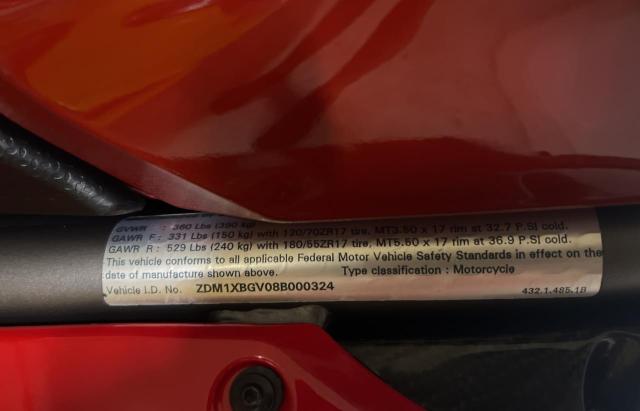 GVWR : 860 Lbs (390 kg)
GAWR F : 331 Lbs (150 kg) with 120/70ZR17 tire, MT3.50 x 17 rim at 32.7 P.SI cold.
GAWR R : 529 Lbs (240 kg) with 180/55ZR17 tire, MT5.50 x 17 rim at 36.9 P.SI cold.
This vehicle conforms to all applicable Federal Motor Vehicle Safety Standards in effect on the
date of manufacture shown above. Type classification : Motorcycle
Vehicle I.D. No. ZDM1XBGV08B000324
432.1.485.1B